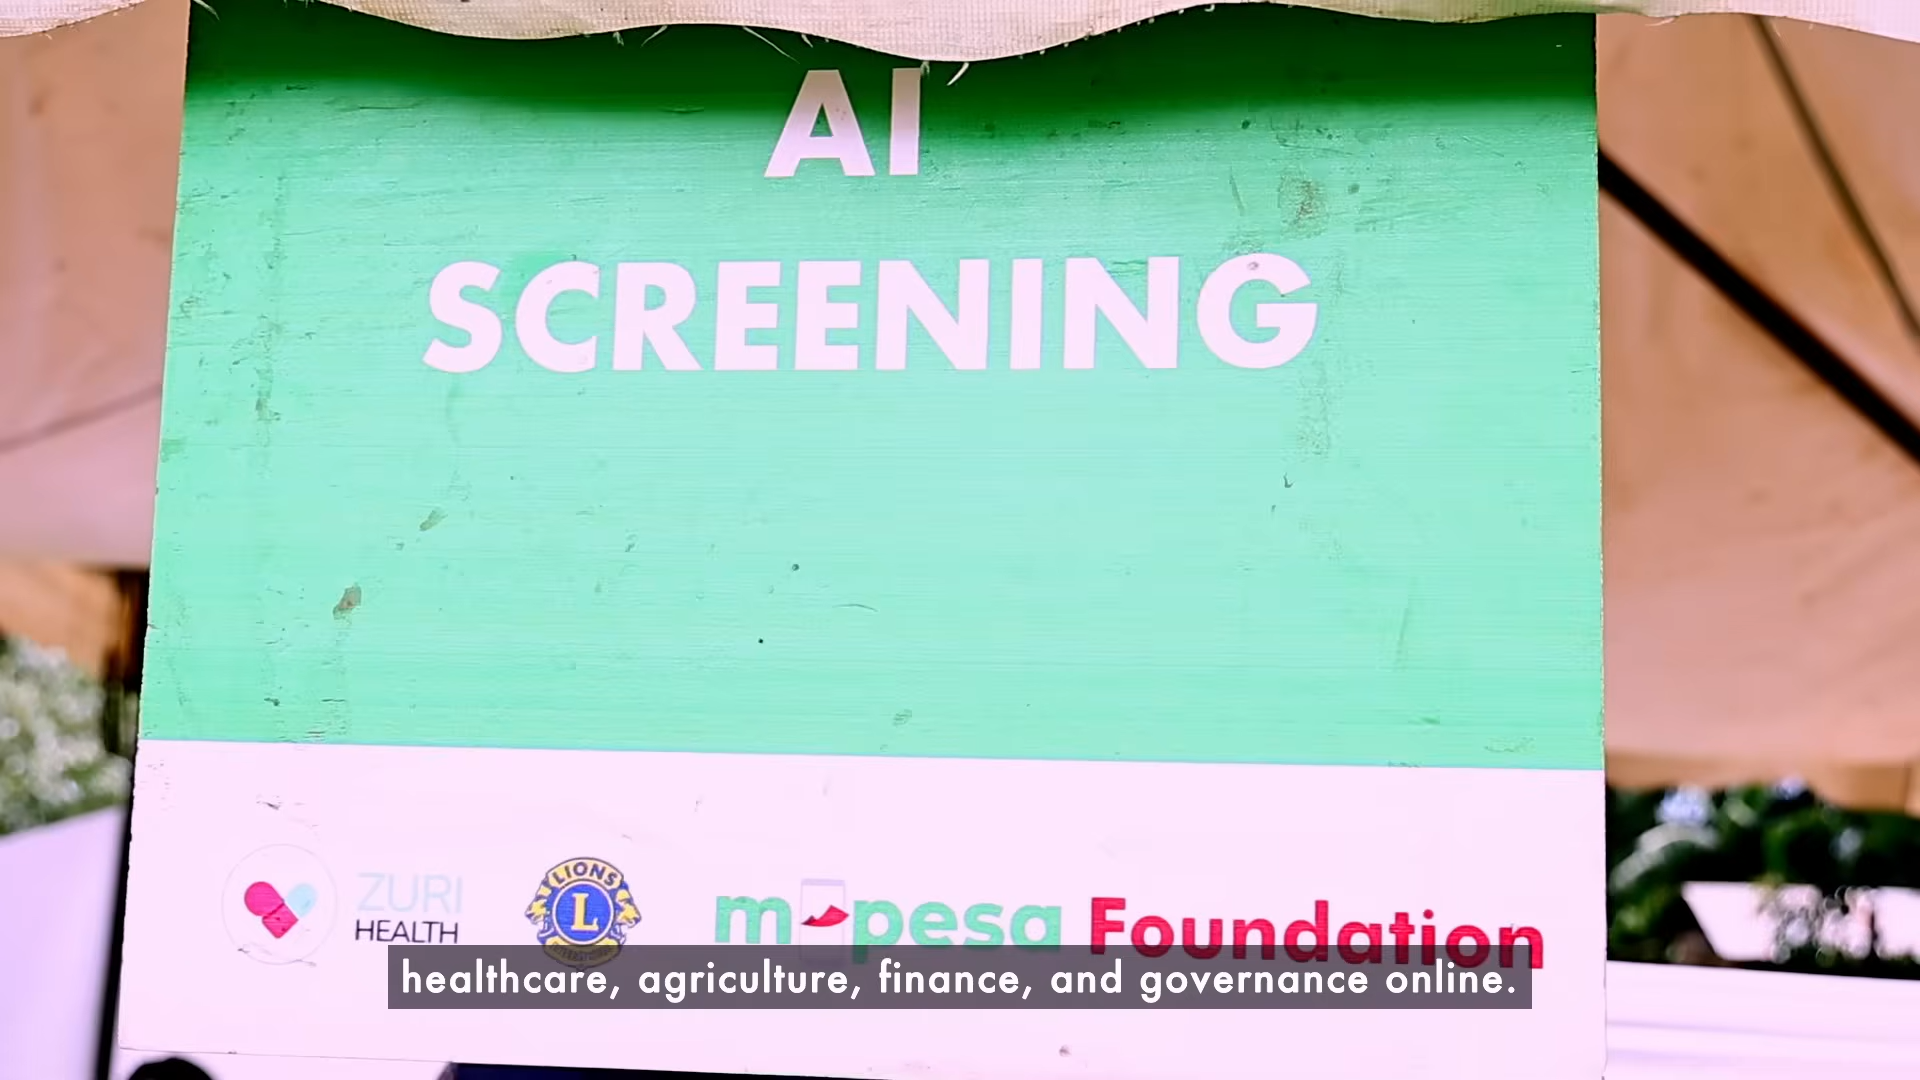 AI
SCREENING
ZURI
HEALTH
LIONS
L
m-pesa Foundation
healthcare, agriculture, finance, and governance online.